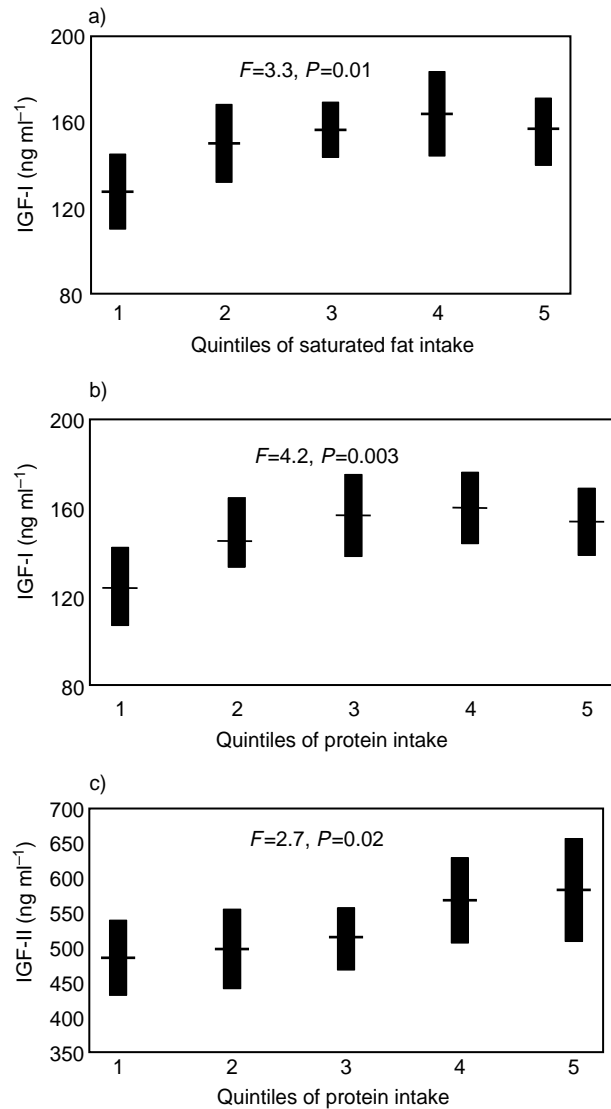 a)
200
160
120
80
IGF-I (ng ml⁻¹)
F=3.3, P=0.01
1 2 3 4 5
Quintiles of saturated fat intake
b)
200
160
120
80
IGF-I (ng ml⁻¹)
F=4.2, P=0.003
1 2 3 4 5
Quintiles of protein intake
c)
700
650
600
550
500
450
400
350
IGF-II (ng ml⁻¹)
F=2.7, P=0.02
1 2 3 4 5
Quintiles of protein intake